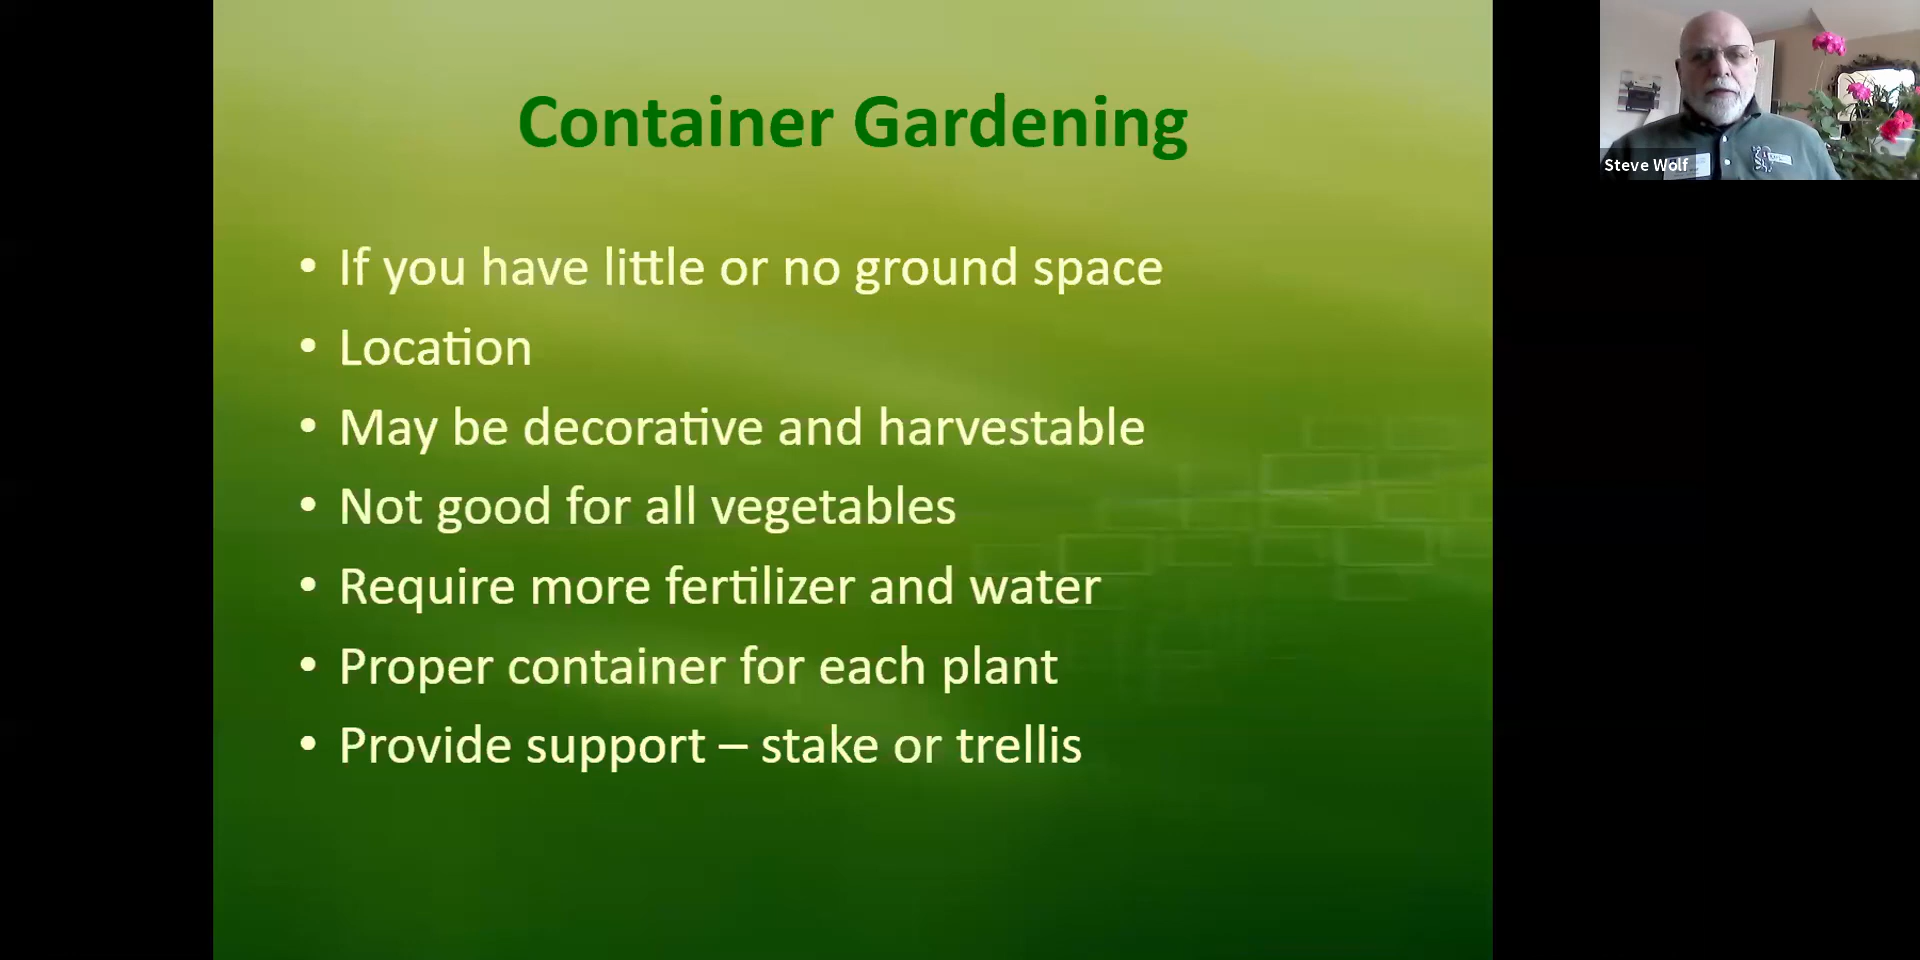 Container Gardening
• If you have little or no ground space
• Location
• May be decorative and harvestable
• Not good for all vegetables
• Require more fertilizer and water
• Proper container for each plant
• Provide support – stake or trellis
Steve Wolf